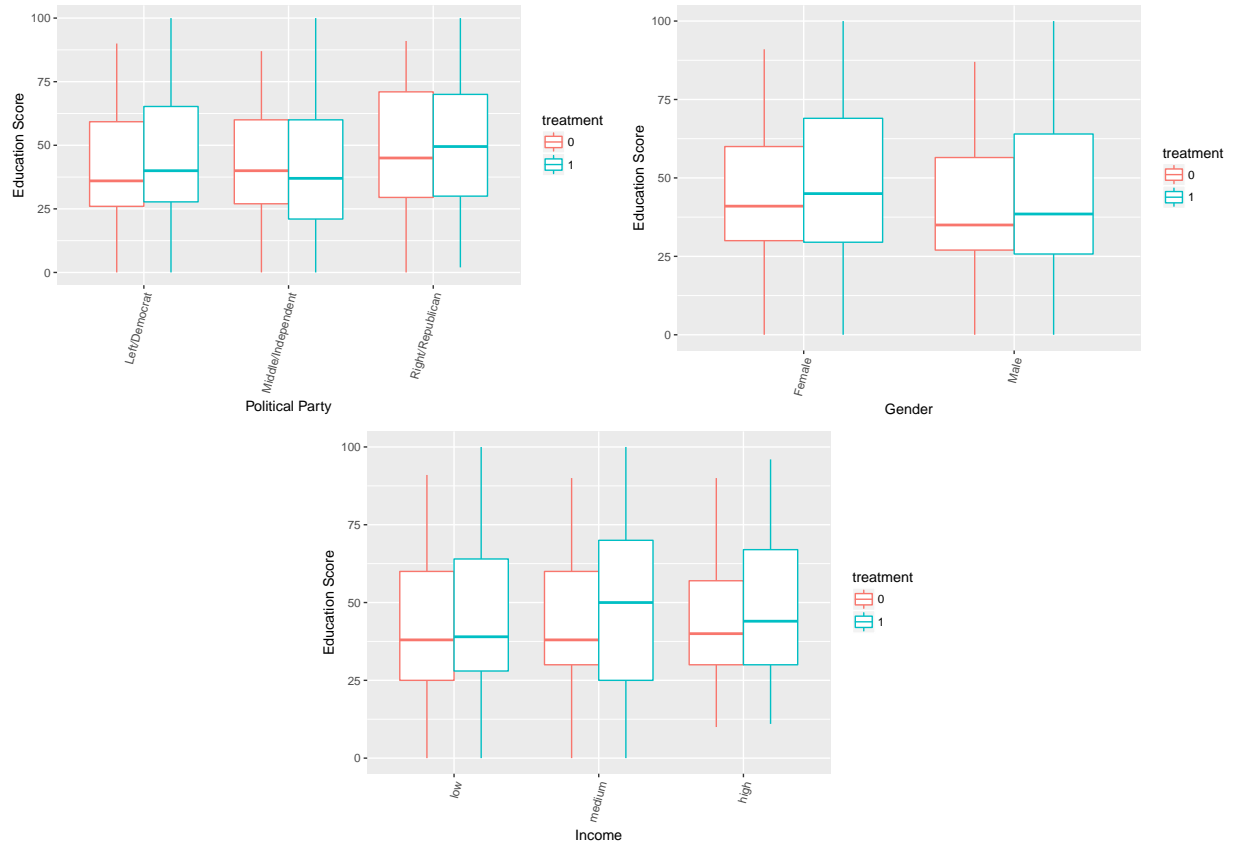 100
75
50
25
0
Education Score
Left/Democrat
Middle/Independent
Right/Republican
Political Party
treatment
0
1
100
75
50
25
0
Education Score
Female
Male
Gender
treatment
0
1
100
75
50
25
0
Education Score
low
medium
high
Income
treatment
0
1